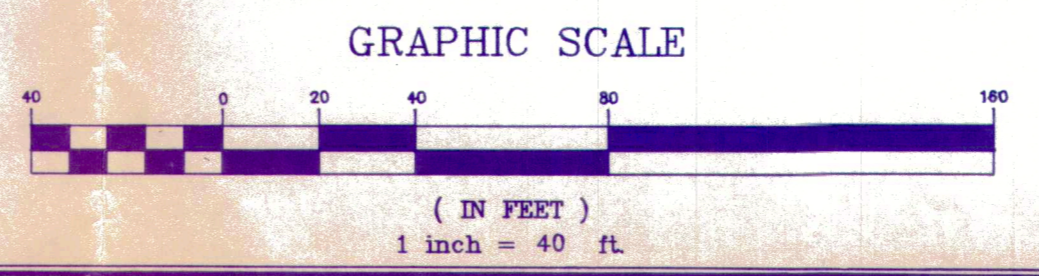 GRAPHIC SCALE
40 0 20 40 80 160
( IN FEET )
1 inch = 40 ft.